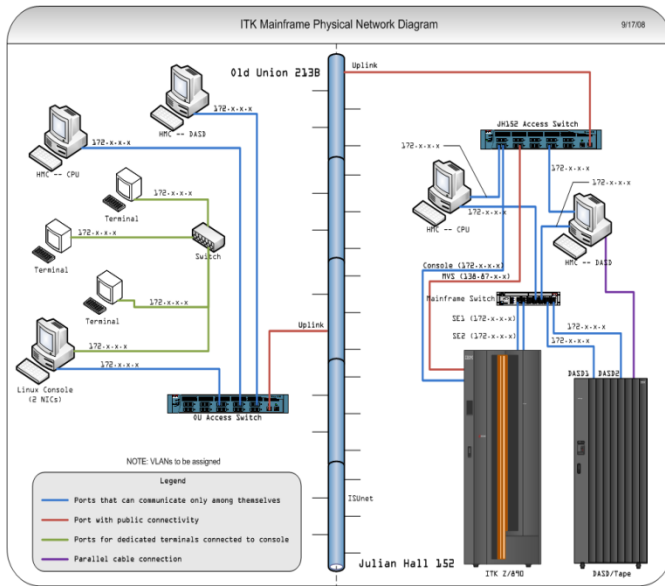 ITK Mainframe Physical Network Diagram
9/17/08
Old Union 213B
Uplink
172.x.x.x
HMC -- DASD
JH152 Access Switch
172.x.x.x
HMC -- CPU
172.x.x.x
172.x.x.x
Terminal
172.x.x.x
172.x.x.x
HMC -- CPU
172.x.x.x
Terminal
Switch
HMC -- DASD
Console (172.x.x.x)
MVS (138.87.x.x)
172.x.x.x
Terminal
Mainframe Switch
SE1 (172.x.x.x)
172.x.x.x
Uplink
SE2 (172.x.x.x)
172.x.x.x
172.x.x.x
172.x.x.x
Linux Console
(2 NICs)
DASD1
DASD2
OU Access Switch
NOTE: VLANs to be assigned
Legend
Ports that can communicate only among themselves
Port with public connectivity
Ports for dedicated terminals connected to console
Parallel cable connection
ISUnet
Julian Hall 152
ITK Z/890
DASD/Tape